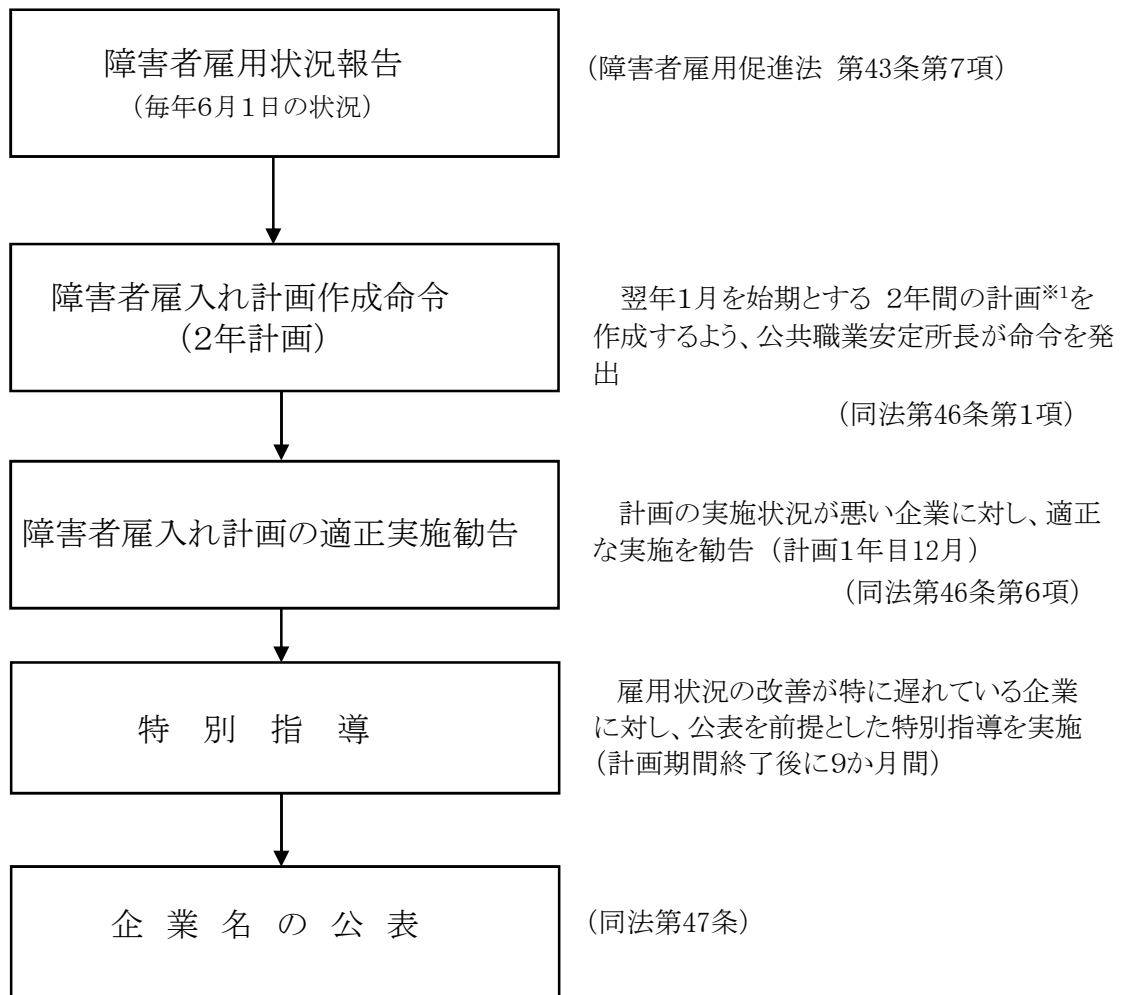 障害者雇用状況報告
(毎年6月1日の状況)
(障害者雇用促進法 第43条第7項)
障害者雇入れ計画作成命令
(2年計画)
翌年1月を始期とする 2年間の計画※1を
作成するよう、公共職業安定所長が命令を発
出
(同法第46条第1項)
障害者雇入れ計画の適正実施勧告
計画の実施状況が悪い企業に対し、適正
な実施を勧告(計画1年目12月)
(同法第46条第6項)
特 別 指 導
雇用状況の改善が特に遅れている企業
に対し、公表を前提とした特別指導を実施
(計画期間終了後に9か月間)
企 業 名 の 公 表
(同法第47条)